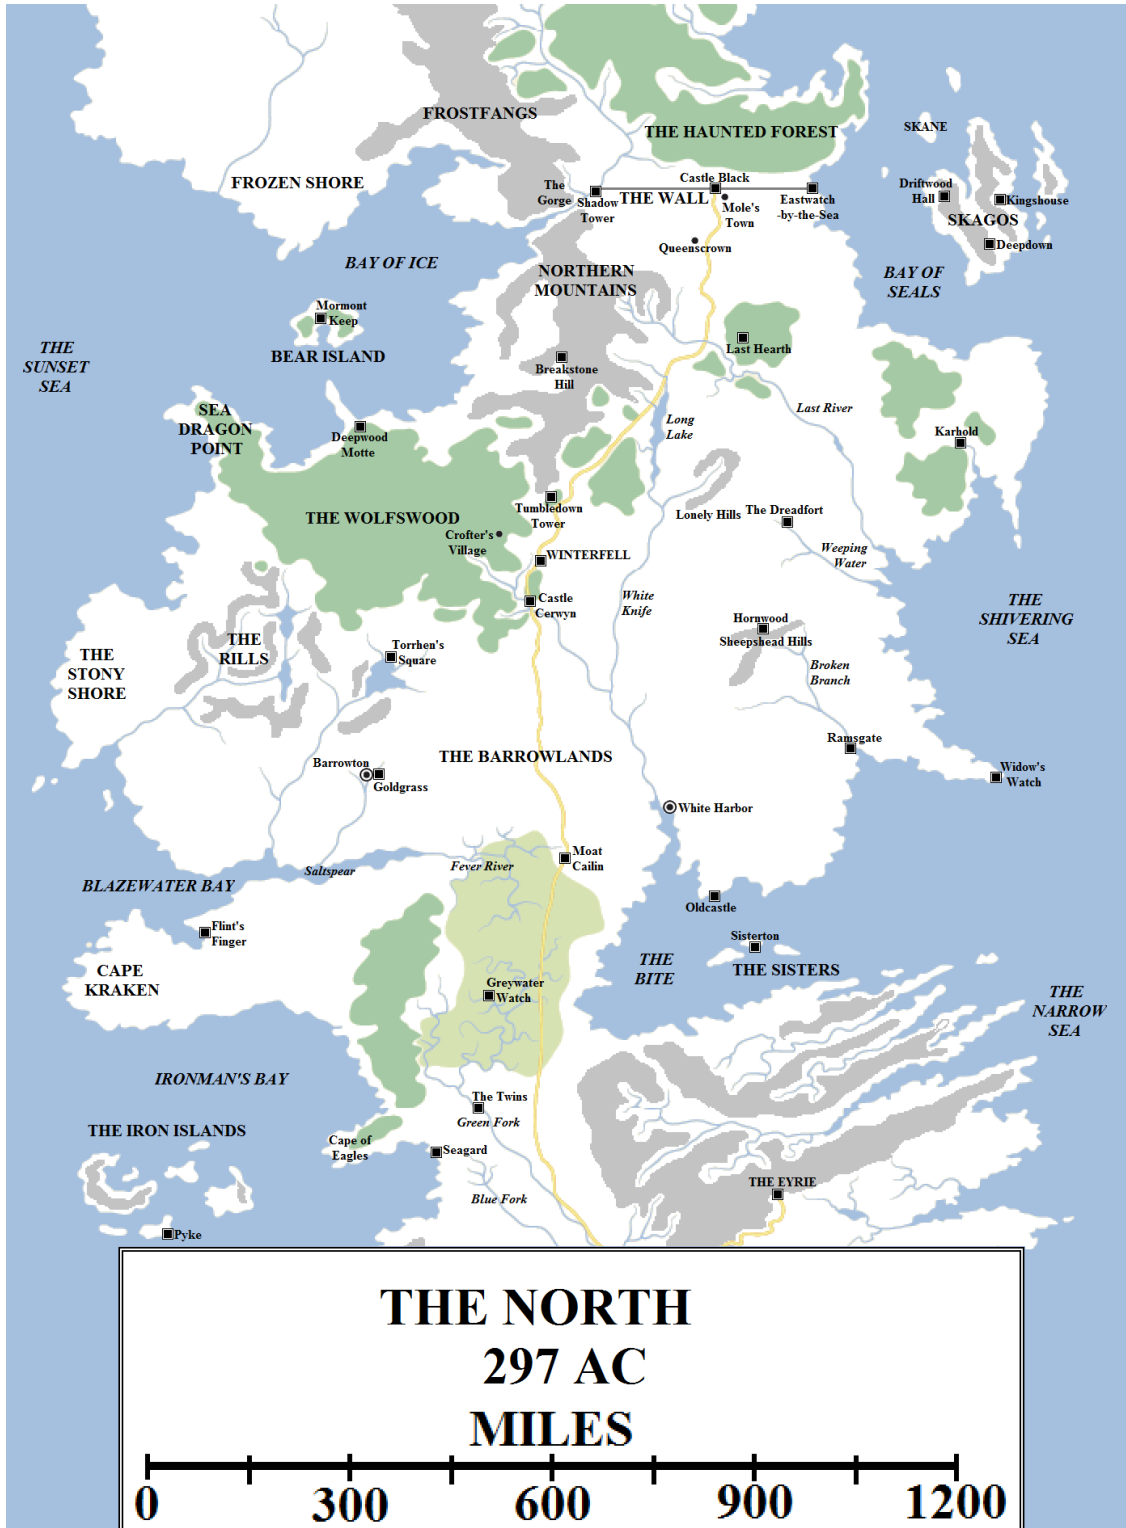 FROSTFANGS
THE HAUNTED FOREST
SKANE
FROZEN SHORE
The
Gorge
Shadow
Tower
THE WALL
Castle Black
Mole's
Town
Eastwatch
-by-the-Sea
Driftwood
Hall
Kingshouse
SKAGOS
Deepdown
Queenscrown
BAY OF ICE
NORTHERN
MOUNTAINS
BAY OF
SEALS
Mormont
Keep
BEAR ISLAND
THE
SUNSET
SEA
Last Hearth
Breakstone
Hill
SEA
DRAGON
POINT
Deepwood
Motte
Long
Lake
Last River
Karhold
THE WOLFSWOOD
Tumbledown
Tower
Crofter's
Village
Lonely Hills
The Dreadfort
WINTERFELL
Weeping
Water
Castle
Cerwyn
White
Knife
THE
SHIVERING
SEA
Hornwood
Sheepshead Hills
THE
RILLS
Torrhen's
Square
THE
STONY
SHORE
Broken
Branch
Ramsgate
THE BARROWLANDS
Barrowton
Goldgrass
Widow's
Watch
White Harbor
Moat
Cailin
Saltspear
Fever River
BLAZEWATER BAY
Oldcastle
Flint's
Finger
Sisterton
THE
BITE
THE SISTERS
CAPE
KRAKEN
Greywater
Watch
THE
NARROW
SEA
IRONMAN'S BAY
The Twins
Green Fork
THE IRON ISLANDS
Cape of
Eagles
Seagard
Blue Fork
THE EYRIE
Pyke
THE NORTH
297 AC
MILES
0 300 600 900 1200